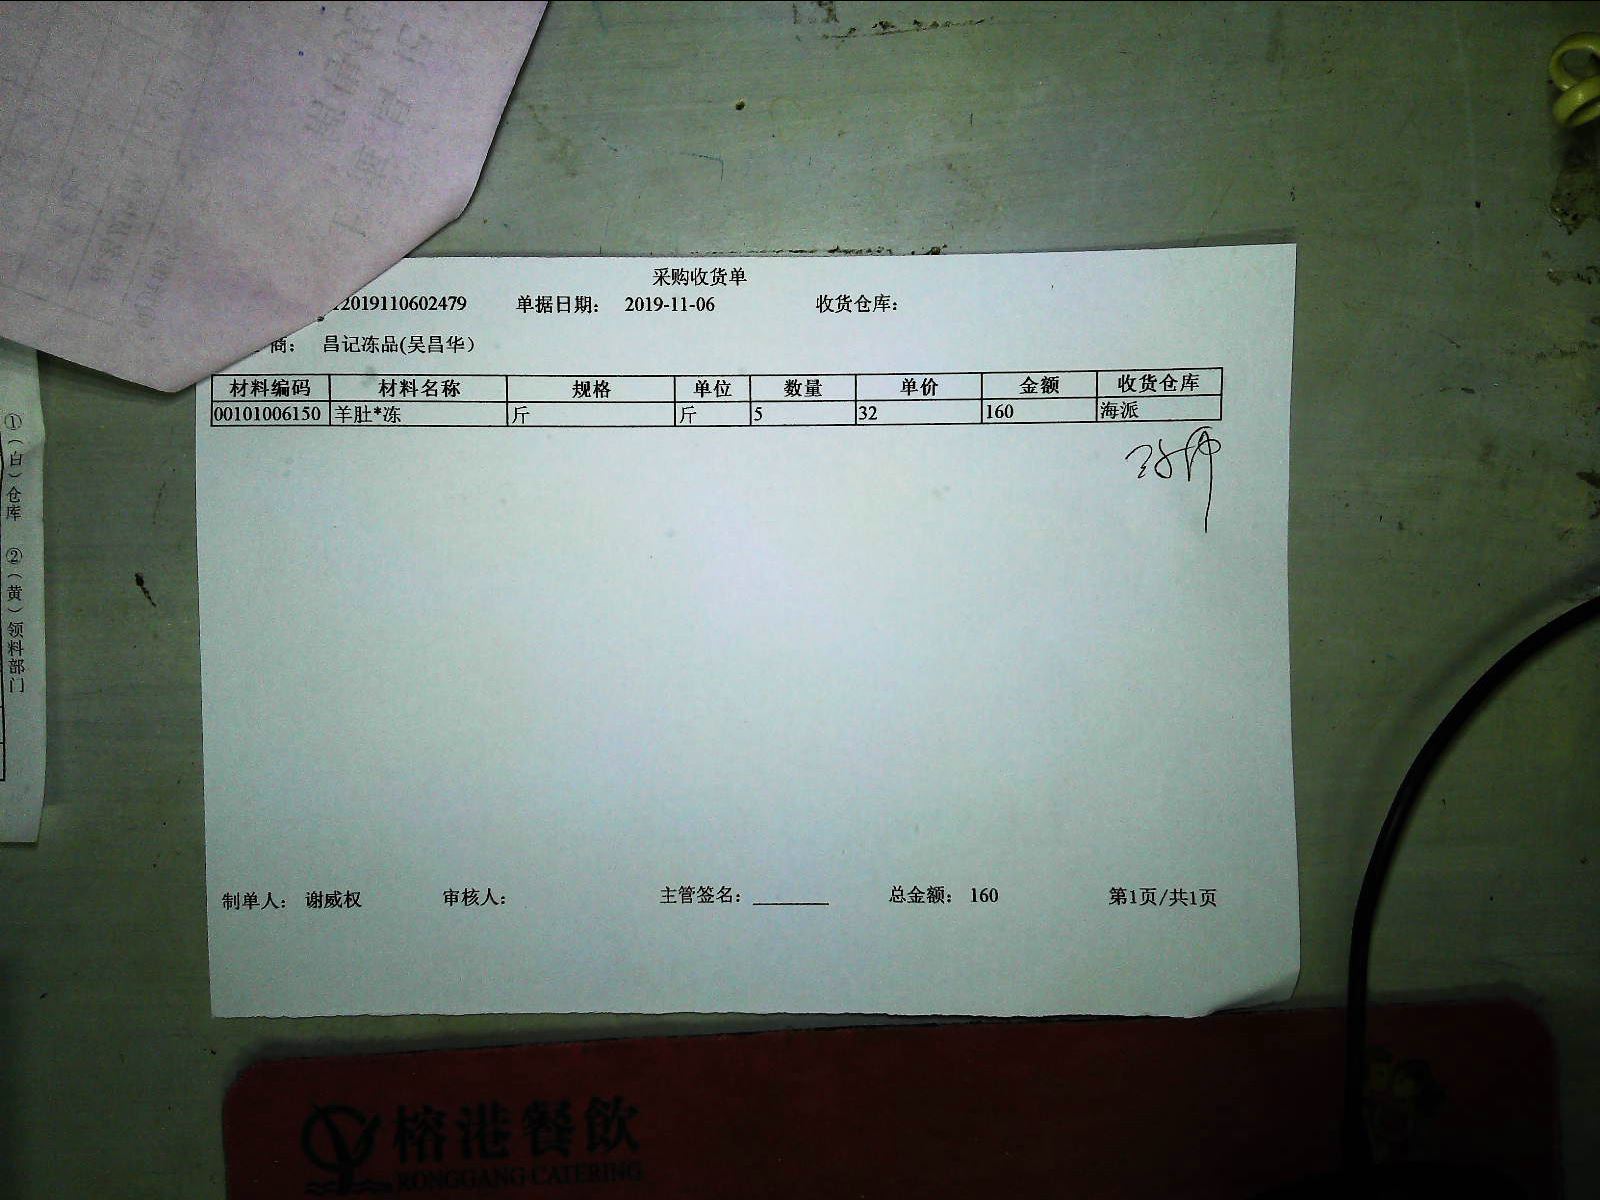 采购收货单
12019110602479 单据日期： 2019-11-06 收货仓库：
商： 昌记冻品(吴昌华)
材料编码 材料名称 规格 单位 数量 单价 金额 收货仓库
00101006150 羊肚*冻 斤 斤 5 32 160 海派
制单人： 谢威权 审核人： 主管签名： 总金额： 160 第1页/共1页
①（白）仓库 ②（黄）领料部门
榕港餐飲
RONGGANG CATERING